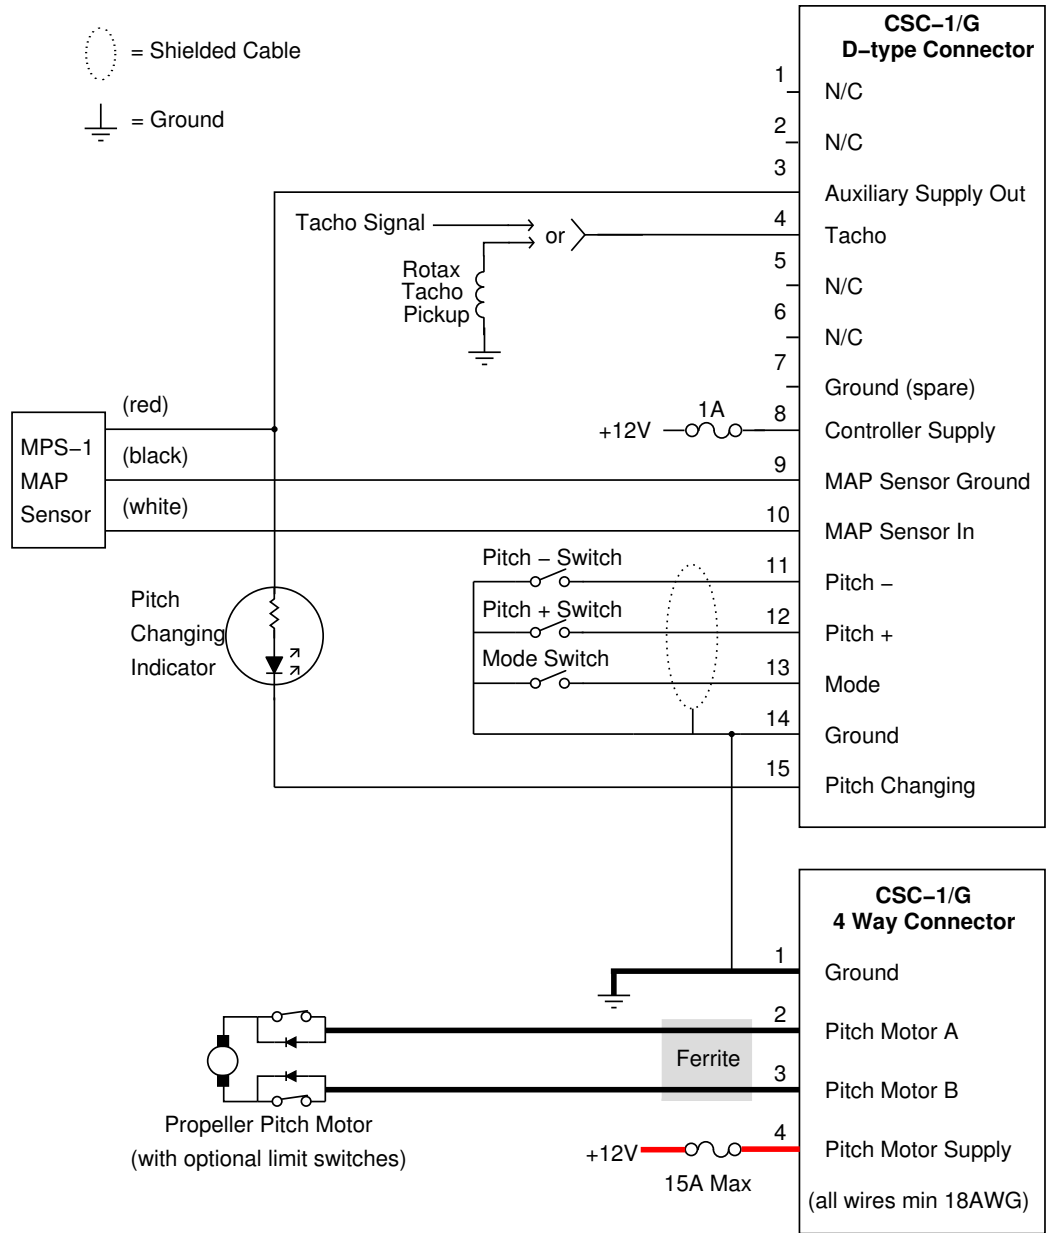 = Shielded Cable
= Ground
CSC−1/G
D−type Connector
1
N/C
2
N/C
3
Auxiliary Supply Out
Tacho Signal
or
4
Tacho
Rotax
Tacho
Pickup
5
N/C
6
N/C
7
Ground (spare)
+12V
1A
8
Controller Supply
MPS−1
MAP
Sensor
(red)
(black)
(white)
9
MAP Sensor Ground
10
MAP Sensor In
Pitch − Switch
11
Pitch −
Pitch + Switch
12
Pitch +
Mode Switch
13
Mode
14
Ground
15
Pitch Changing
Pitch
Changing
Indicator
CSC−1/G
4 Way Connector
1
Ground
2
Pitch Motor A
Ferrite
3
Pitch Motor B
Propeller Pitch Motor
(with optional limit switches)
+12V
15A Max
4
Pitch Motor Supply
(all wires min 18AWG)